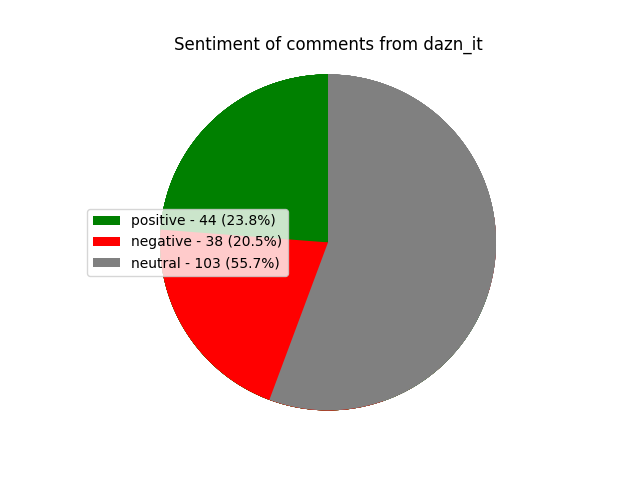 Sentiment of comments from dazn_it
positive - 44 (23.8%)
negative - 38 (20.5%)
neutral - 103 (55.7%)